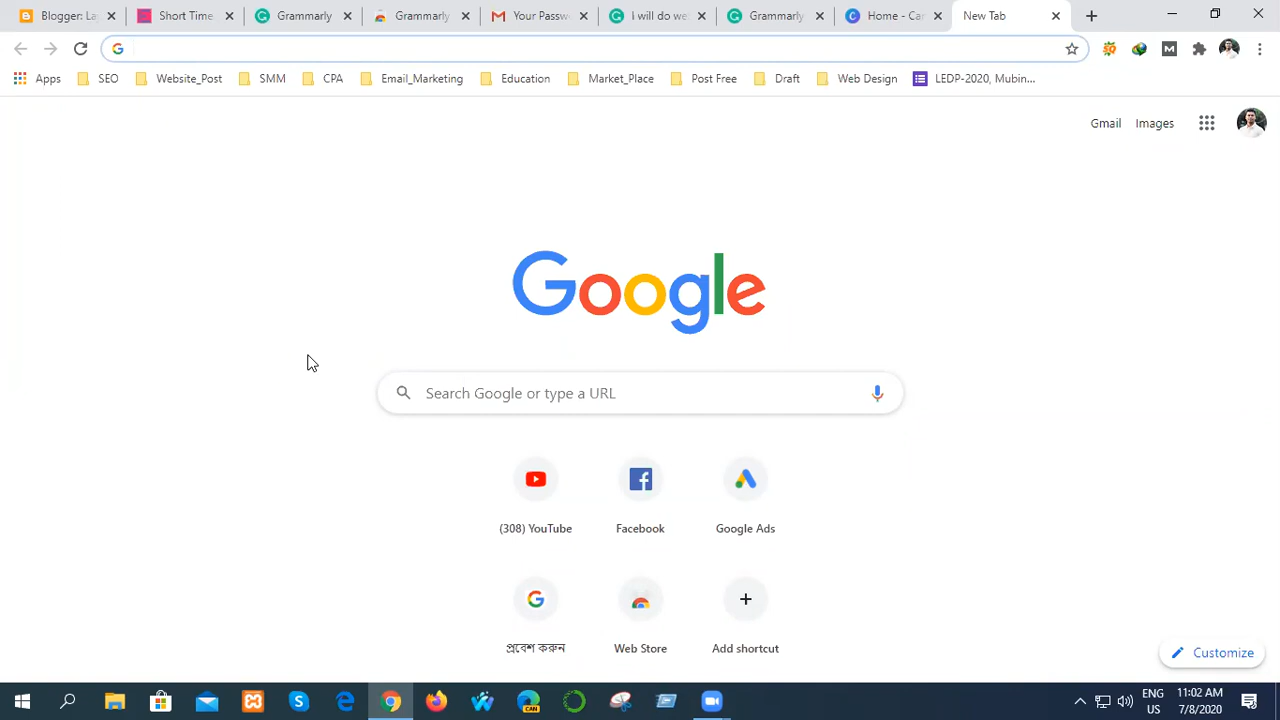 Blogger: La
Short Time
Grammarly
Grammarly
Your Passw
I will do we
Grammarly
Home - Can
New Tab
Apps
SEO
Website_Post
SMM
CPA
Email_Marketing
Education
Market_Place
Post Free
Draft
Web Design
LEDP-2020, Mubin...
Gmail
Images
Google
Search Google or type a URL
(308) YouTube
Facebook
Google Ads
প্রবেশ করুন
Web Store
Add shortcut
Customize
CAN
ENG
US
11:02 AM
7/8/2020